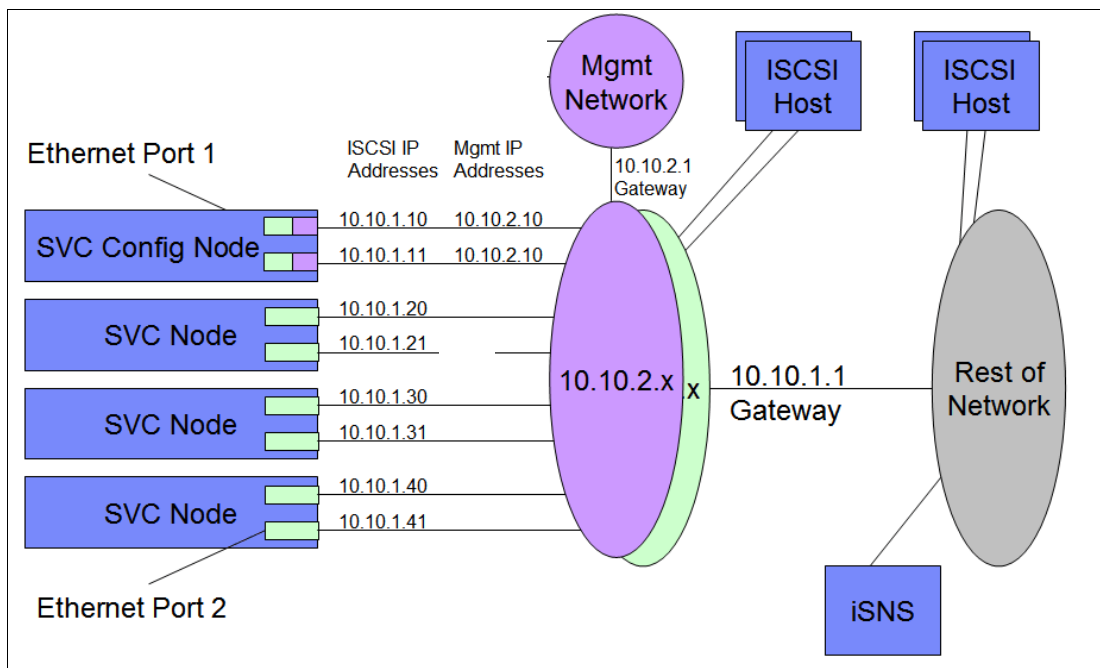 Mgmt
Network
ISCSI
Host
ISCSI
Host
Ethernet Port 1
ISCSI IP
Addresses
Mgmt IP
Addresses
10.10.2.1
Gateway
SVC Config Node
10.10.1.10
10.10.2.10
10.10.1.11
10.10.2.10
SVC Node
10.10.1.20
10.10.1.21
SVC Node
10.10.1.30
10.10.1.31
SVC Node
10.10.1.40
10.10.1.41
10.10.2.x
.x
10.10.1.1
Gateway
Rest of
Network
Ethernet Port 2
iSNS